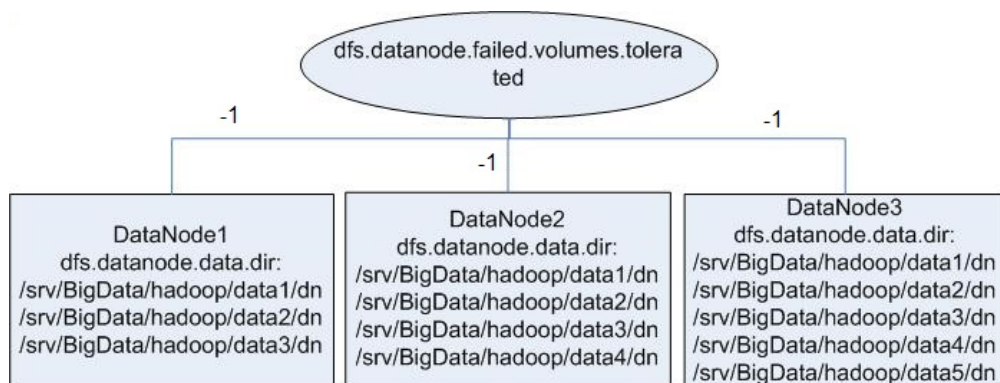 dfs.datanode.failed.volumes.tolera
ted
-1
-1
-1
DataNode1
dfs.datanode.data.dir:
/srv/BigData/hadoop/data1/dn
/srv/BigData/hadoop/data2/dn
/srv/BigData/hadoop/data3/dn
DataNode2
dfs.datanode.data.dir:
/srv/BigData/hadoop/data1/dn
/srv/BigData/hadoop/data2/dn
/srv/BigData/hadoop/data3/dn
/srv/BigData/hadoop/data4/dn
DataNode3
dfs.datanode.data.dir:
/srv/BigData/hadoop/data1/dn
/srv/BigData/hadoop/data2/dn
/srv/BigData/hadoop/data3/dn
/srv/BigData/hadoop/data4/dn
/srv/BigData/hadoop/data5/dn